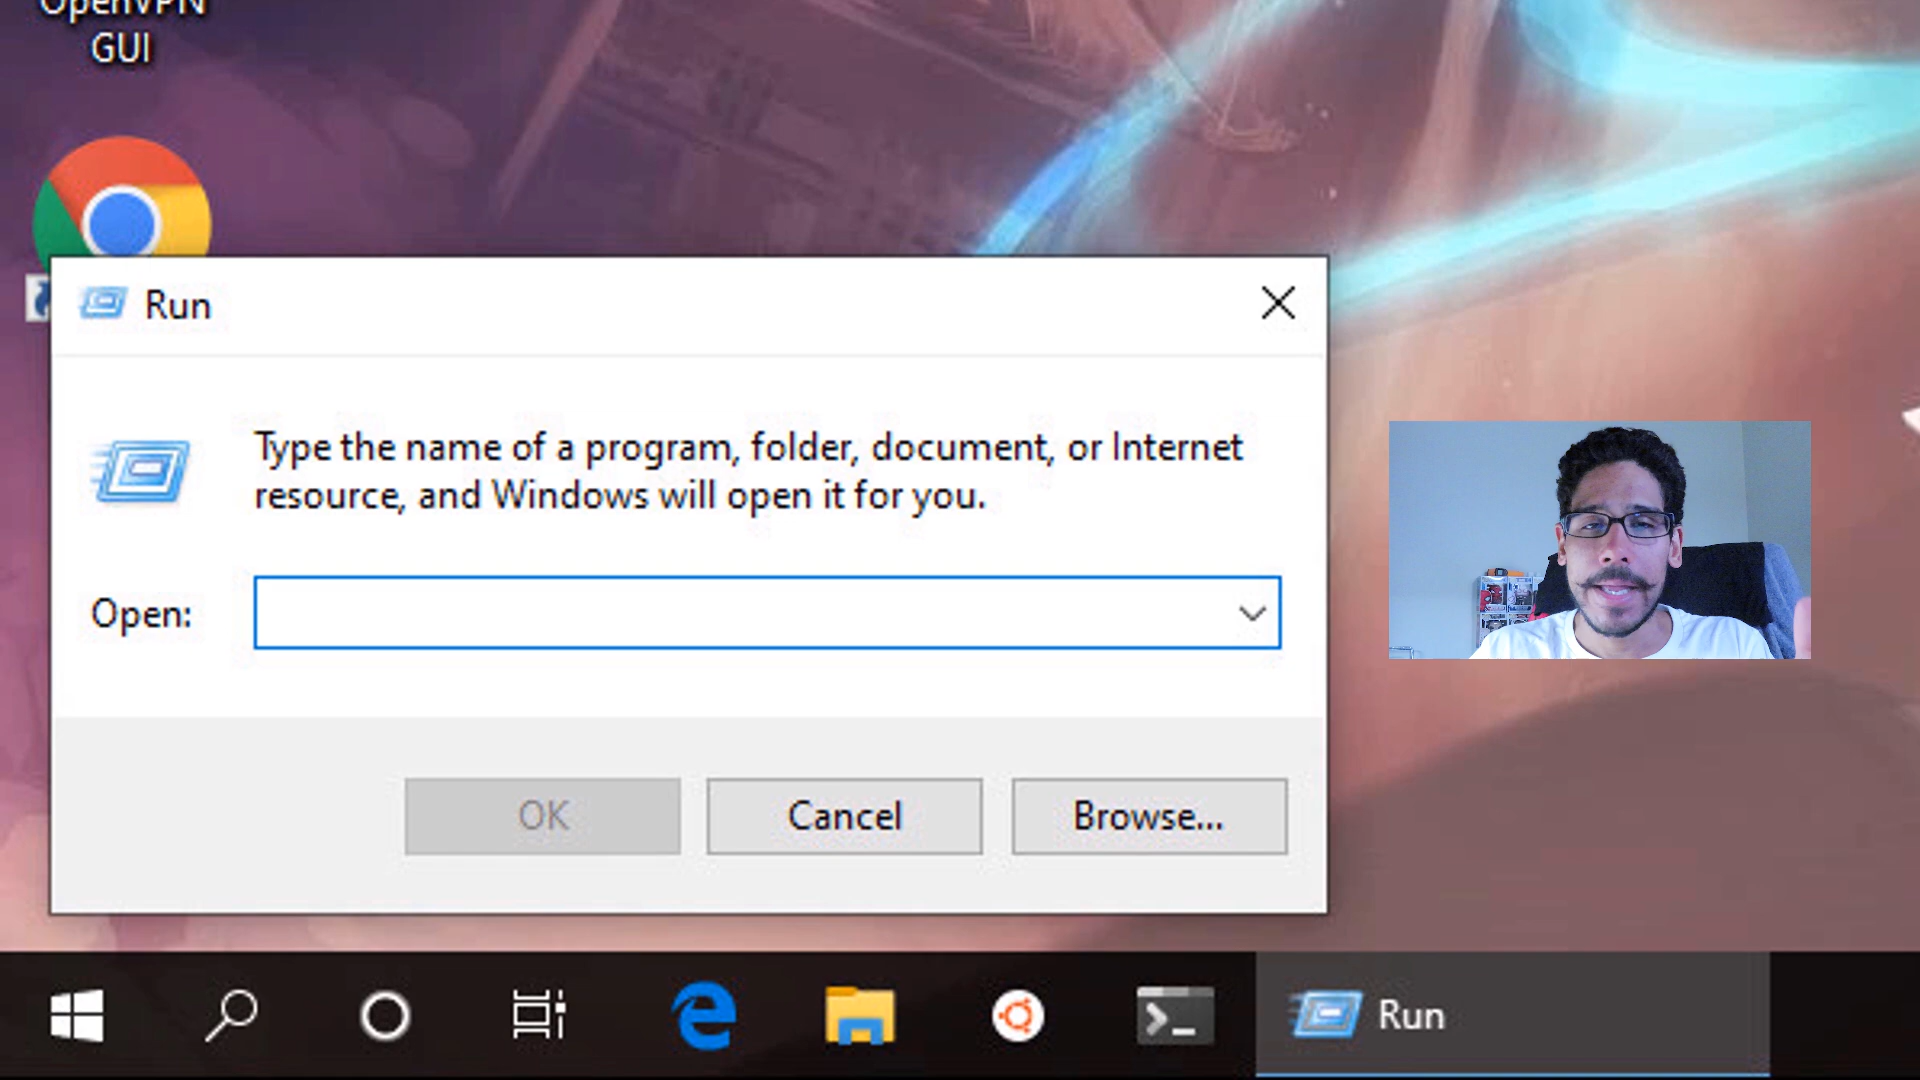 OpenVPN
GUI
Run
Type the name of a program, folder, document, or Internet
resource, and Windows will open it for you.
Open:
OK
Cancel
Browse...
Run